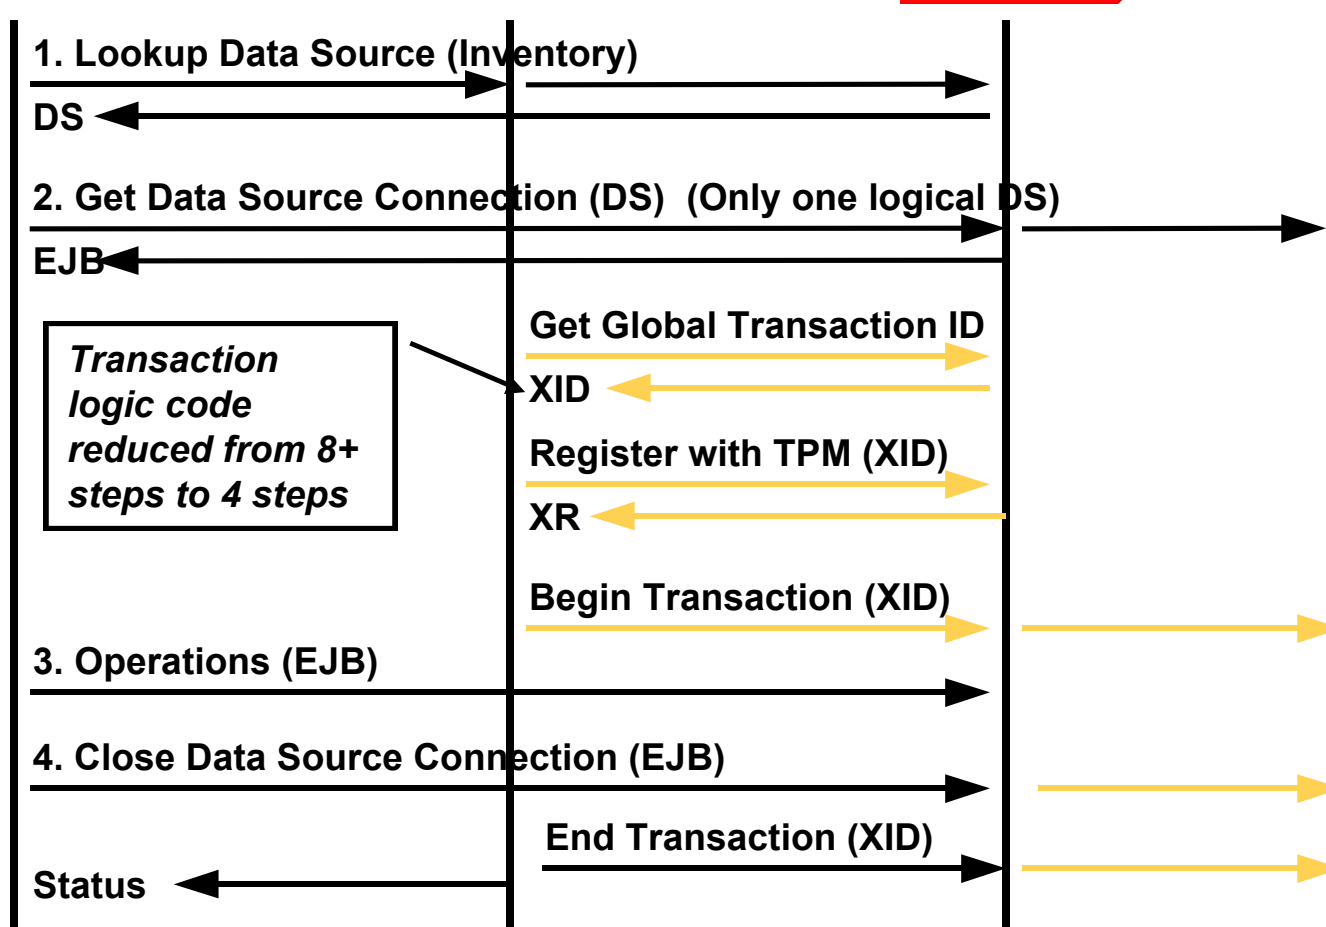 1. Lookup Data Source (Inventory)
DS
2. Get Data Source Connection (DS)  (Only one logical DS)
EJB
Get Global Transaction ID
Transaction
logic code
reduced from 8+
steps to 4 steps
XID
Register with TPM (XID)
XR
Begin Transaction (XID)
3. Operations (EJB)
4. Close Data Source Connection (EJB)
End Transaction (XID)
Status